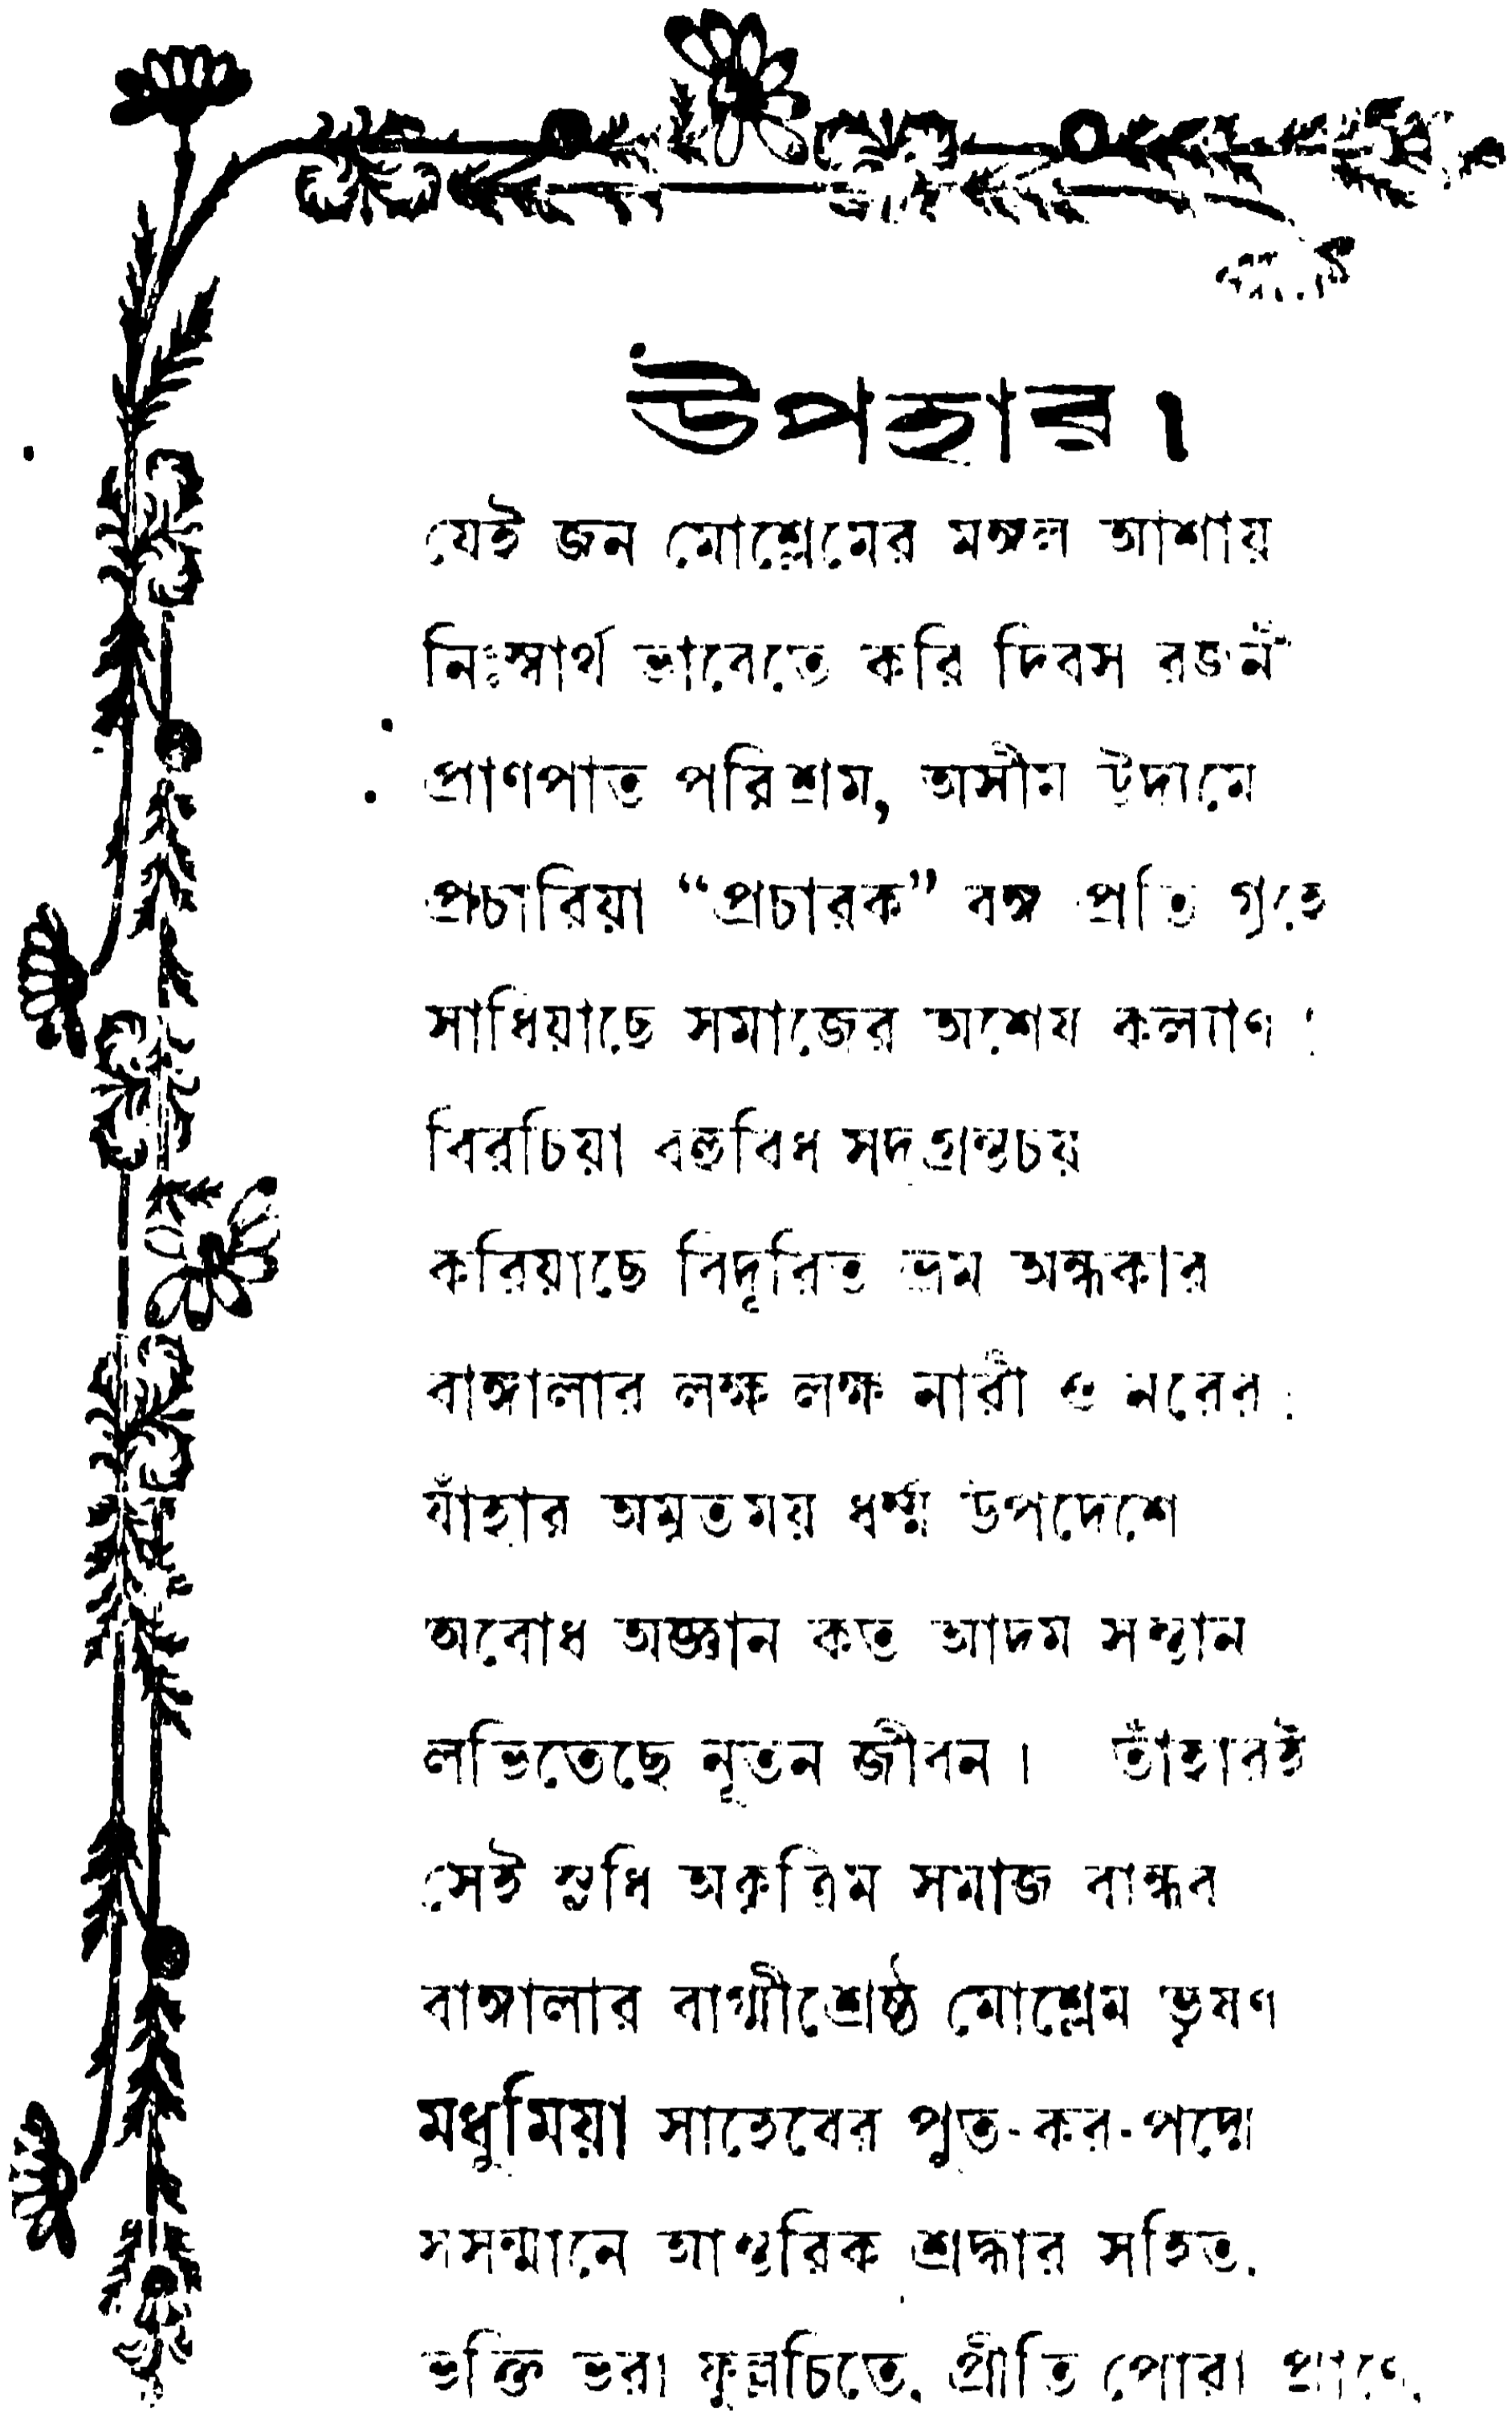 উপহার।
যেই জন মোশ্লেমের মঙ্গল আশায়
নিঃস্বার্থ ভাবেতে করি দিবস রজনী
প্রাণপাত পরিশ্রম, অসীম উদ্যমে
প্রচারিয়া “প্রচারক” বঙ্গ প্রতি গৃহে
সাধিয়াছে সমাজের অশেষ কল্যাণ ;
বিরচিয়া বহুবিধ সদগ্রন্থচয়
করিয়াছে বিদূরিত ভ্রম অন্ধকার
বাঙ্গালার লক্ষ লক্ষ নারী ও নরের ;
যাঁহার অমৃতময় ধর্ম্ম উপদেশে
অবোধ অজ্ঞান কত আদম সন্তান
লভিতেছে নূতন জীবন। তাঁহারই
সেই সুধি অকৃত্রিম সমাজ বান্ধব
বাঙ্গালার বাগ্মীশ্রেষ্ঠ মোশ্লেম ভূষণ
মধুমিয়া সাহেবের পুত-কর-পদ্মে
সসম্মানে আন্তরিক শ্রদ্ধার সহিত,
ভক্তি ভরা ফুল্লচিতে, প্রীতি পোরা প্রাণে,